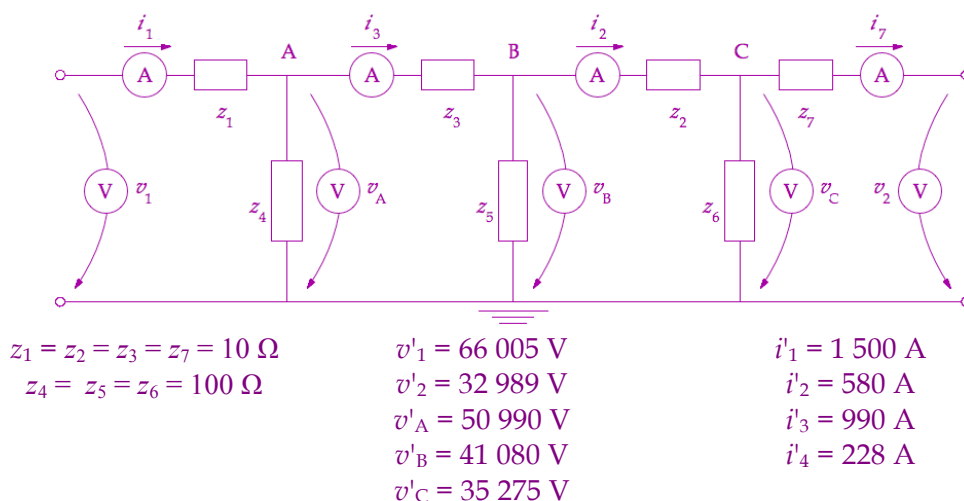 i1 i3 i2 i7
A B C
A A A A
z1 z3 z2 z7
V v1 z4 V vA z5 V vB z6 V vC v2 V
z1 = z2 = z3 = z7 = 10 Ω
z4 = z5 = z6 = 100 Ω
v'1 = 66 005 V
v'2 = 32 989 V
v'A = 50 990 V
v'B = 41 080 V
v'C = 35 275 V
i'1 = 1 500 A
i'2 = 580 A
i'3 = 990 A
i'4 = 228 A